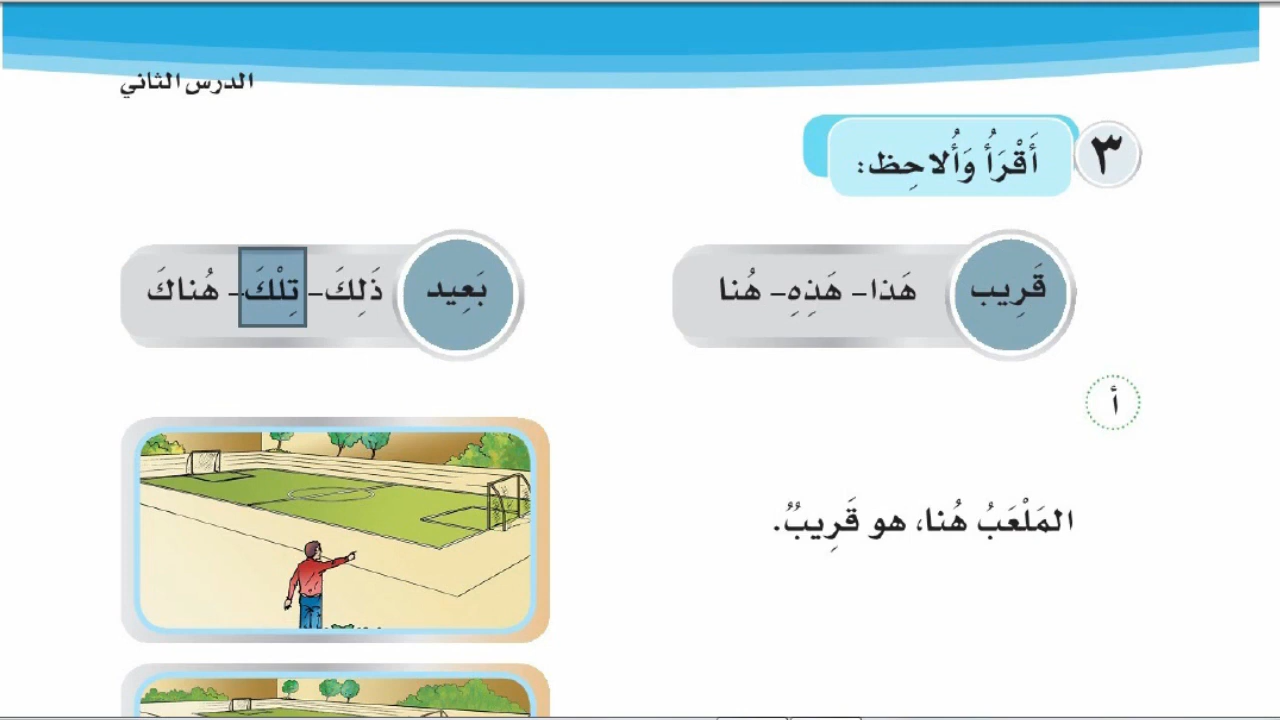 الدرس الثاني
٣ أَقْرَأُ وَأُلاحِظ:
قَرِيب هَذا- هَذِهِ- هُنا
بَعِيد ذَلِكَ- تِلْكَ- هُناكَ
أ
المَلْعَبُ هُنا، هو قَرِيبٌ.